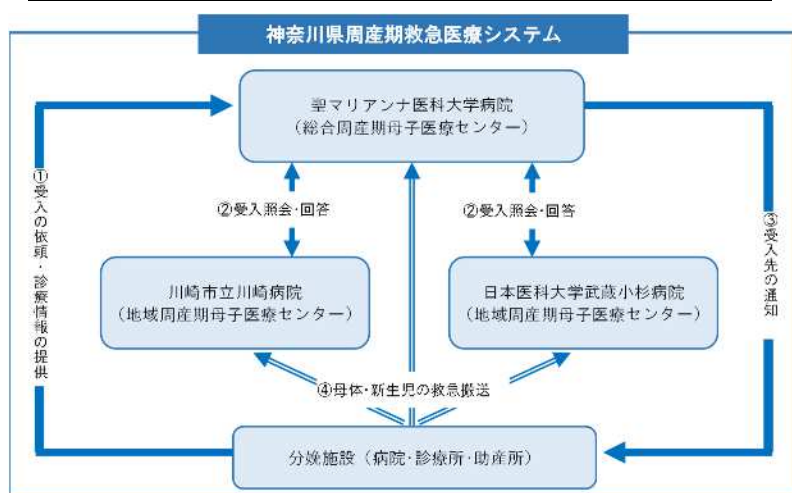 神奈川県周産期救急医療システム
聖マリアンナ医科大学病院
（総合周産期母子医療センター）
①受入の依頼・診療情報の提供
②受入照会・回答
②受入照会・回答
③受入先の通知
川崎市立川崎病院
（地域周産期母子医療センター）
日本医科大学武蔵小杉病院
（地域周産期母子医療センター）
④母体・新生児の救急搬送
分娩施設（病院・診療所・助産所）